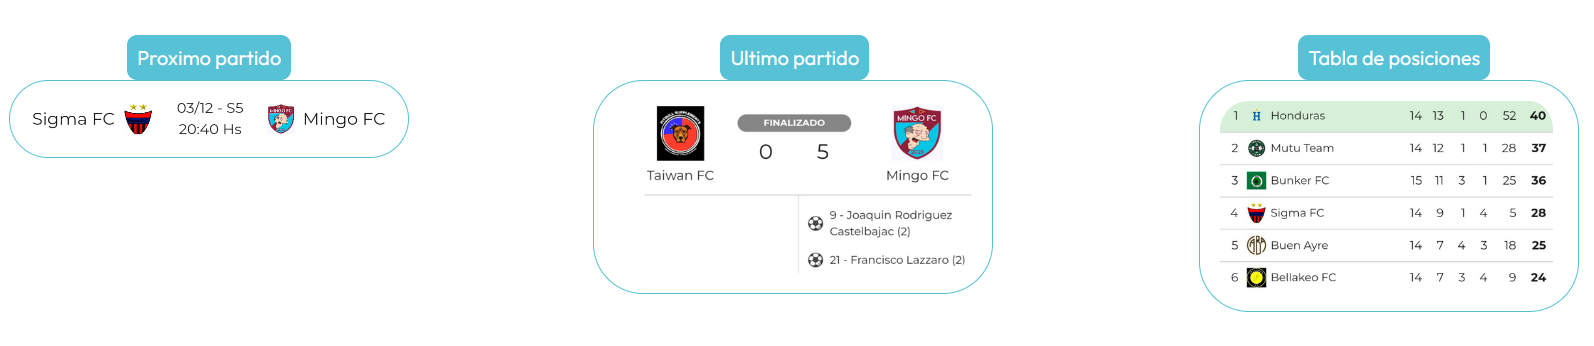 Proximo partido
Sigma FC
03/12 - S5
20:40 Hs
MINGO FC
Mingo FC
Ultimo partido
Taiwan FC
FINALIZADO
0 5
MINGO FC
Mingo FC
9 - Joaquin Rodriguez
Castelbajac (2)
21 - Francisco Lazzaro (2)
Tabla de posiciones
1 H Honduras 14 13 1 0 52 40
2 Mutu Team 14 12 1 1 28 37
3 Bunker FC 15 11 3 1 25 36
4 Sigma FC 14 9 1 4 5 28
5 Buen Ayre 14 7 4 3 18 25
6 Bellakeo FC 14 7 3 4 9 24